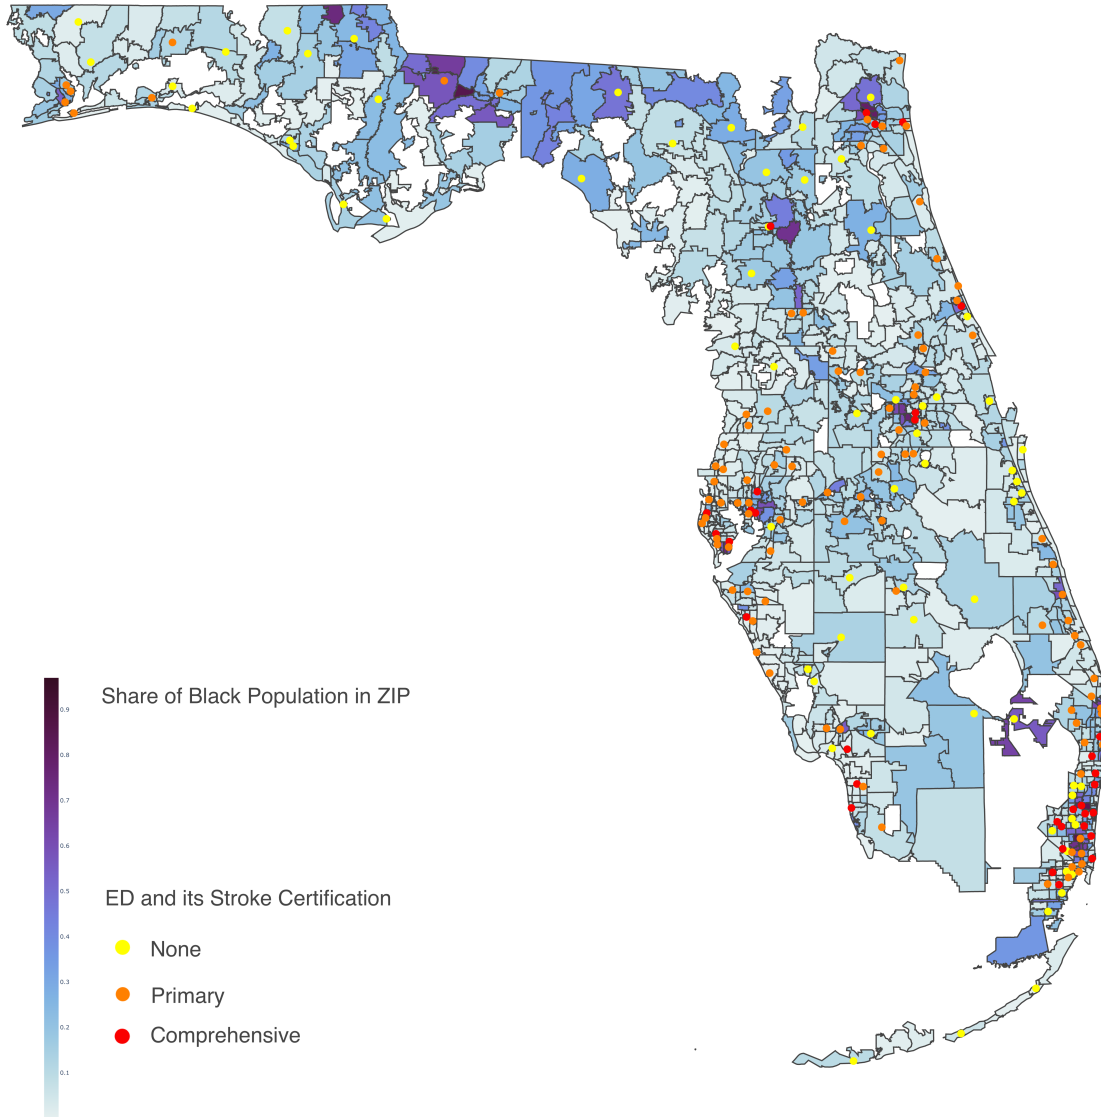 Share of Black Population in ZIP
0.9
0.8
0.7
0.6
0.5
0.4
0.3
0.2
0.1
ED and its Stroke Certification
None
Primary
Comprehensive